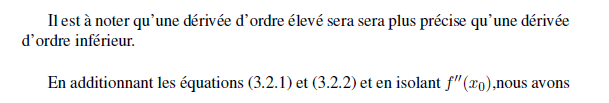 Il est à noter qu’une dérivée d’ordre élevé sera sera plus précise qu’une dérivée
d’ordre inférieur.
En additionnant les équations (3.2.1) et (3.2.2) et en isolant f''(x₀),nous avons